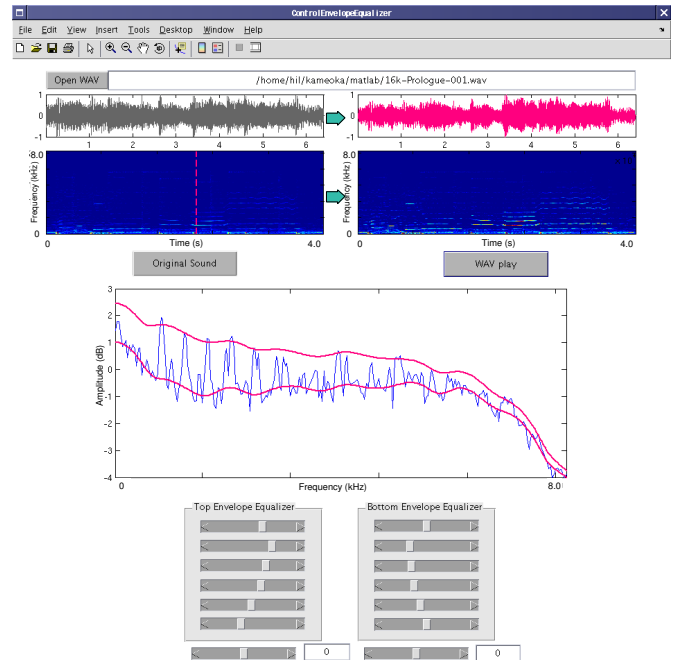 ControlEnvelopeEqualizer
File Edit View Insert Tools Desktop Window Help
Open WAV /home/hil/kameoka/matlab/16k-Prologue-001.wav
1 1
0 0
-1 -1
1 2 3 4 5 6 1 2 3 4 5 6
8.0 8.0
Frequency (kHz) Frequency (kHz)
0 0
0 Time (s) 4.0 0 Time (s) 4.0
Original Sound WAV play
3
2
1
0
-1
-2
-3
-4
Amplitude (dB)
0 Frequency (kHz) 8.0
Top Envelope Equalizer Bottom Envelope Equalizer
0 0